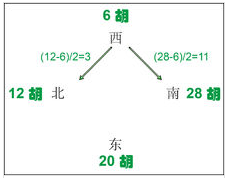 6 胡
西
(12-6)/2=3
(28-6)/2=11
12 胡 北
南 28 胡
东
20 胡